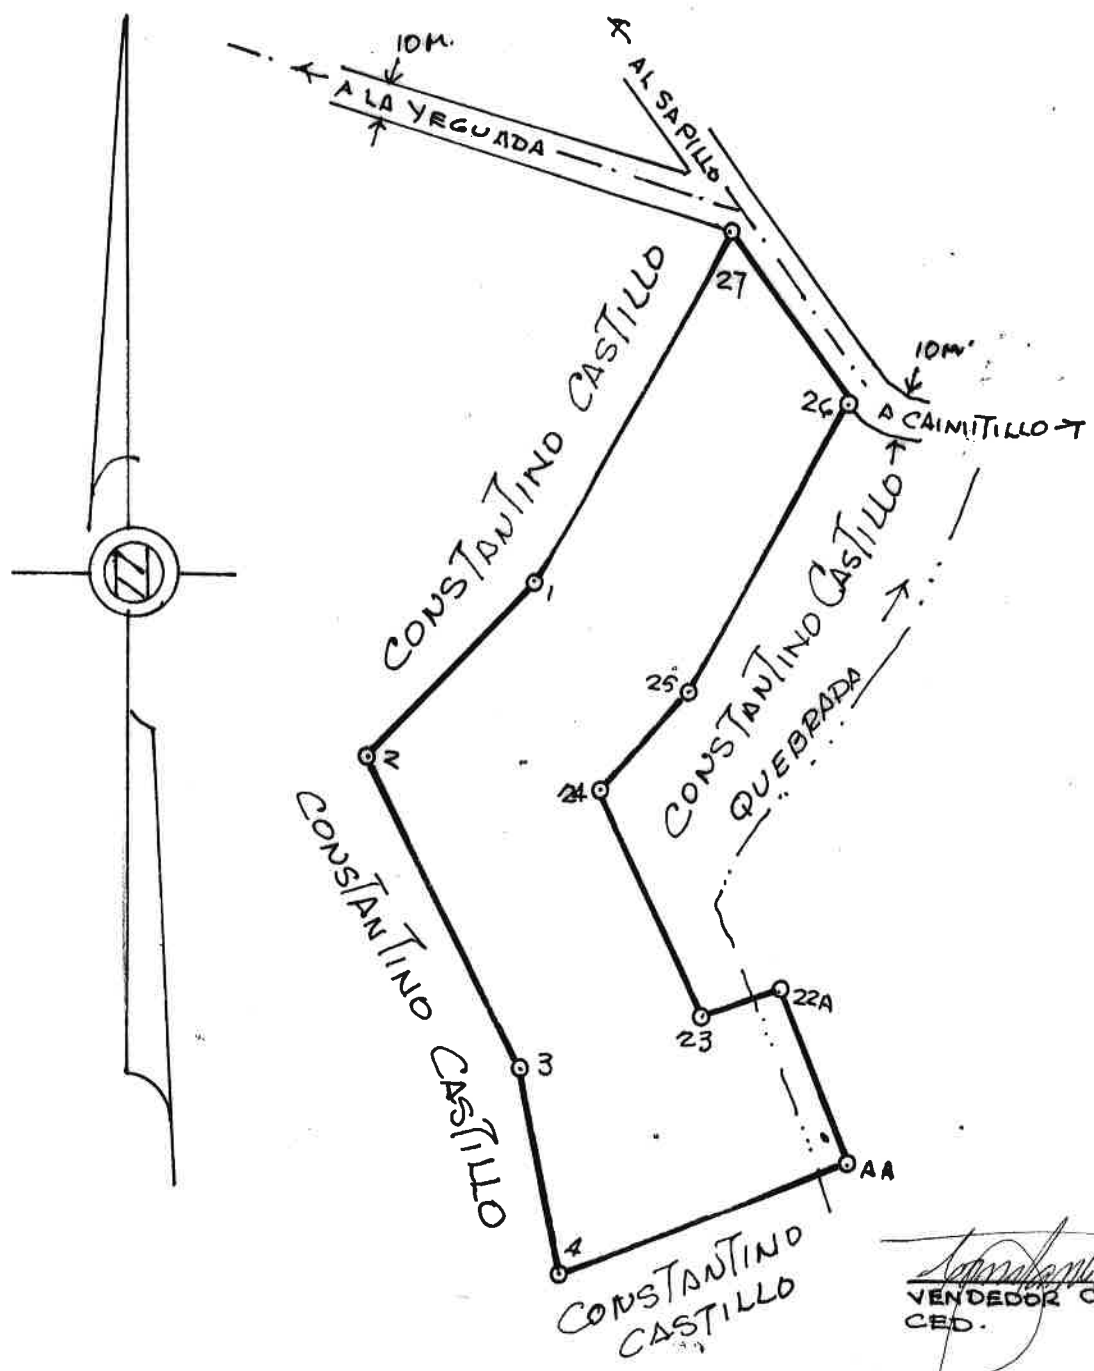 10M.
A LA YEGUADA
AL SAPILLO
27
10M.
26
A CAIMITILLO
CONSTANTINO CASTILLO
1
25
CONSTANTINO CASTILLO
2
24
QUEBRADA
CONSTANTINO CASTILLO
22A
23
3
AA
4
CONSTANTINO
CASTILLO
N
VENDEDOR
CED.